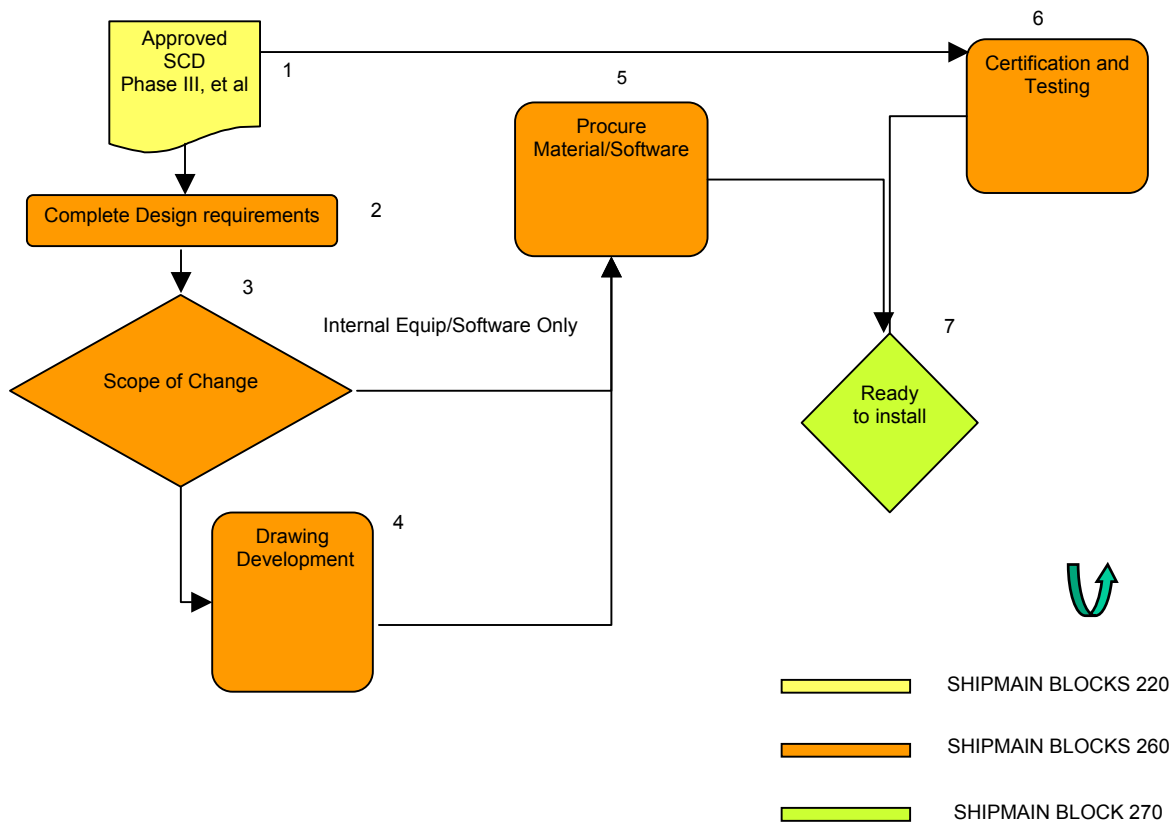 Approved
SCD
Phase III, et al
1
6
Certification and
Testing
5
Procure
Material/Software
Complete Design requirements
2
3
Internal Equip/Software Only
Scope of Change
7
Ready
to install
4
Drawing
Development
SHIPMAIN BLOCKS 220
SHIPMAIN BLOCKS 260
SHIPMAIN BLOCK 270